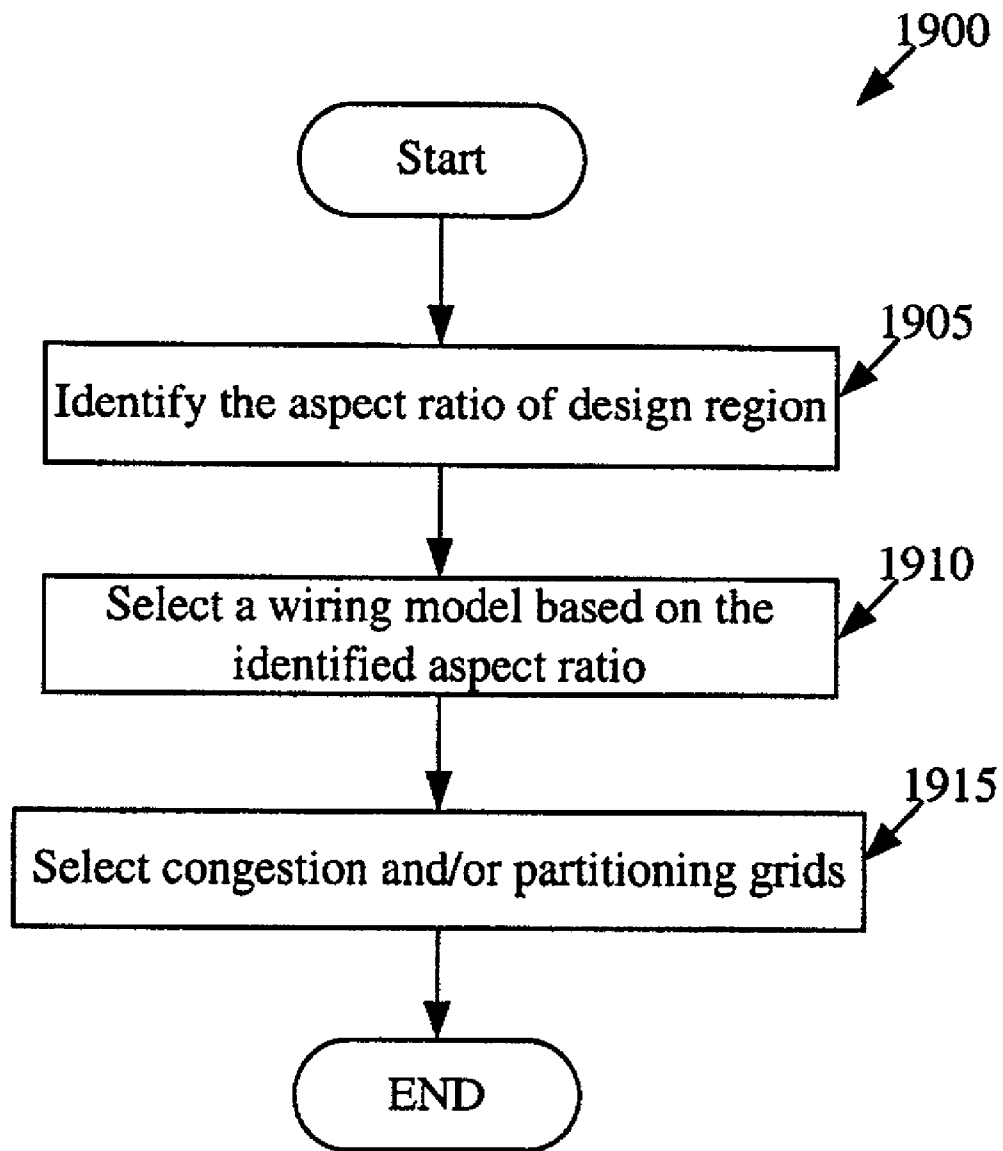 1900
Start
1905
Identify the aspect ratio of design region
1910
Select a wiring model based on the
identified aspect ratio
1915
Select congestion and/or partitioning grids
END